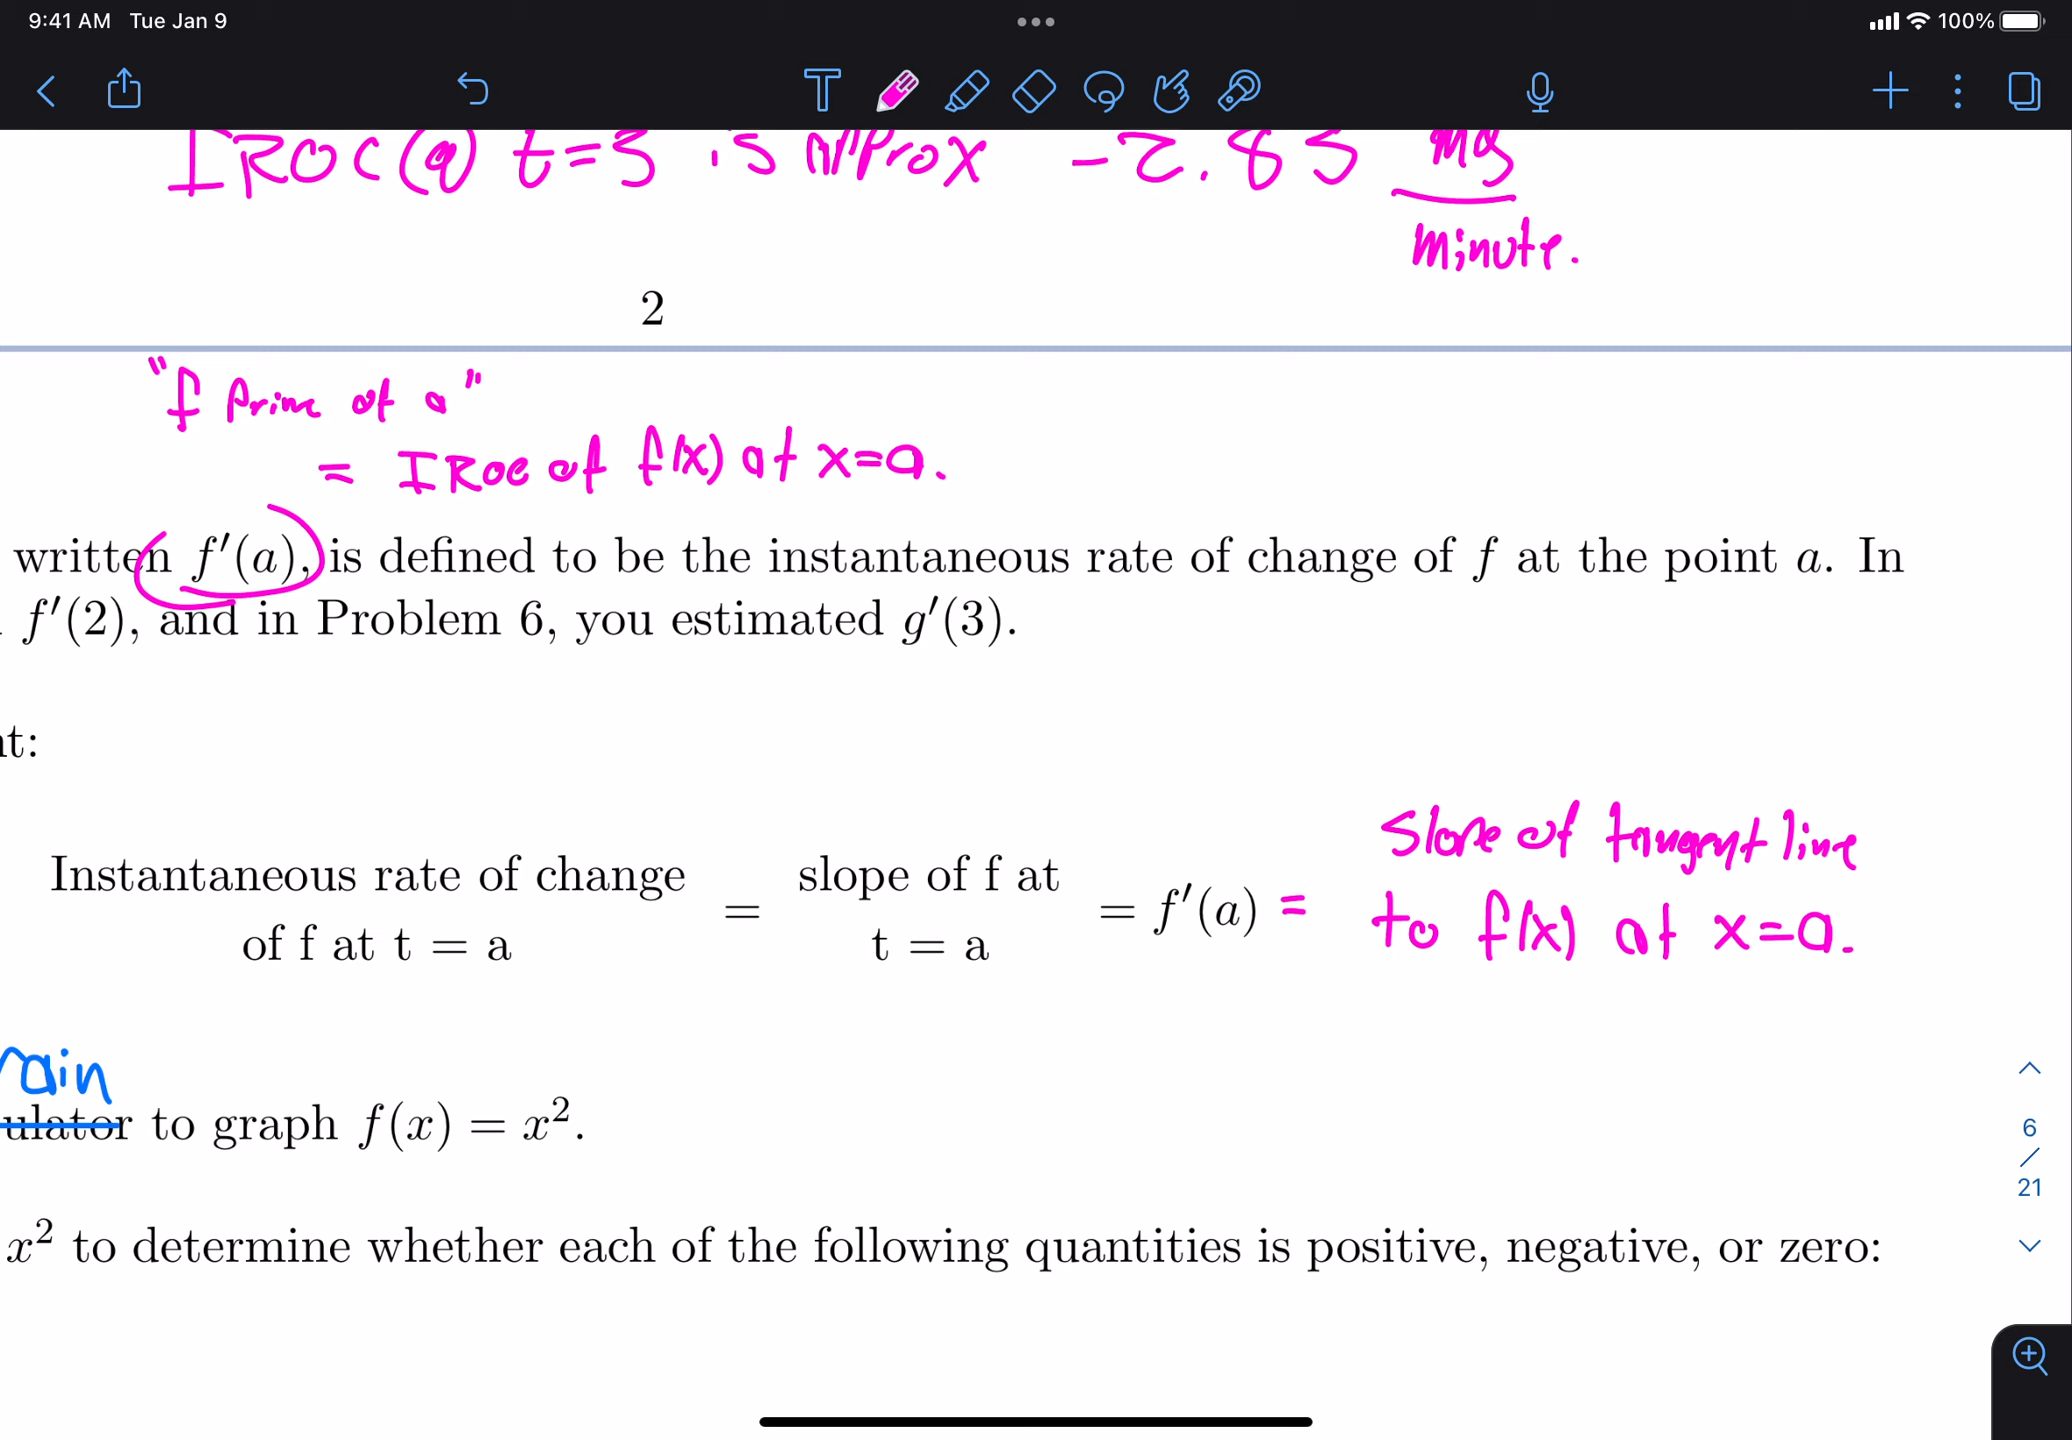 9:41 AM Tue Jan 9
100%
IROC @ t=3 is approx -2.85 mg
minute.
2
"f prime of a"
= IROC of f(x) at x=a.
written f′(a), is defined to be the instantaneous rate of change of f at the point a. In
f′(2), and in Problem 6, you estimated g′(3).
t:
Instantaneous rate of change of f at t = a = slope of f at t = a = f′(a) = slope of tangent line to f(x) at x=a.
rain
ulator to graph f(x) = x².
x² to determine whether each of the following quantities is positive, negative, or zero:
6
/
21